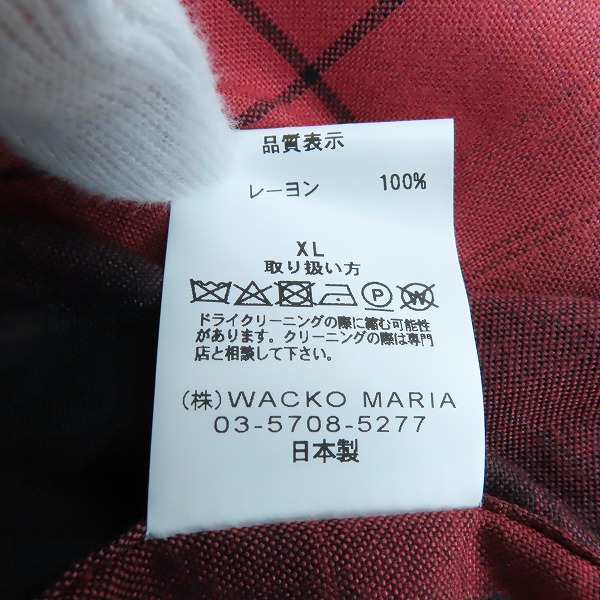 品質表示
レーヨン 100%
XL
取り扱い方
P W
ドライクリーニングの際に縮む可能性
があります。クリーニングの際は専門
店と相談して下さい。
(株)WACKO MARIA
03-5708-5277
日本製